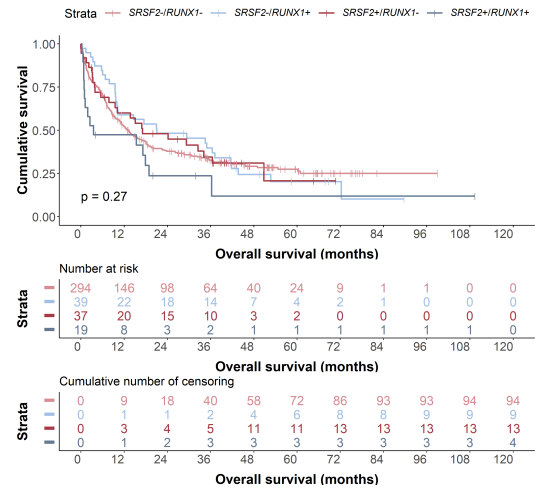 Strata SRSF2-/RUNX1- SRSF2-/RUNX1+ SRSF2+/RUNX1- SRSF2+/RUNX1+
Cumulative survival
1.00
0.75
0.50
0.25
0.00
p = 0.27
0 12 24 36 48 60 72 84 96 108 120
Overall survival (months)
Number at risk
Strata
294 146 98 64 40 24 9 1 1 0 0
39 22 18 14 7 4 2 1 0 0 0
37 20 15 10 3 2 0 0 0 0 0
19 8 3 2 1 1 1 1 1 1 0
0 12 24 36 48 60 72 84 96 108 120
Overall survival (months)
Cumulative number of censoring
Strata
0 9 18 40 58 72 86 93 93 94 94
0 1 1 2 4 6 8 8 9 9 9
0 3 4 5 11 11 13 13 13 13 13
0 1 2 3 3 3 3 3 3 3 4
0 12 24 36 48 60 72 84 96 108 120
Overall survival (months)